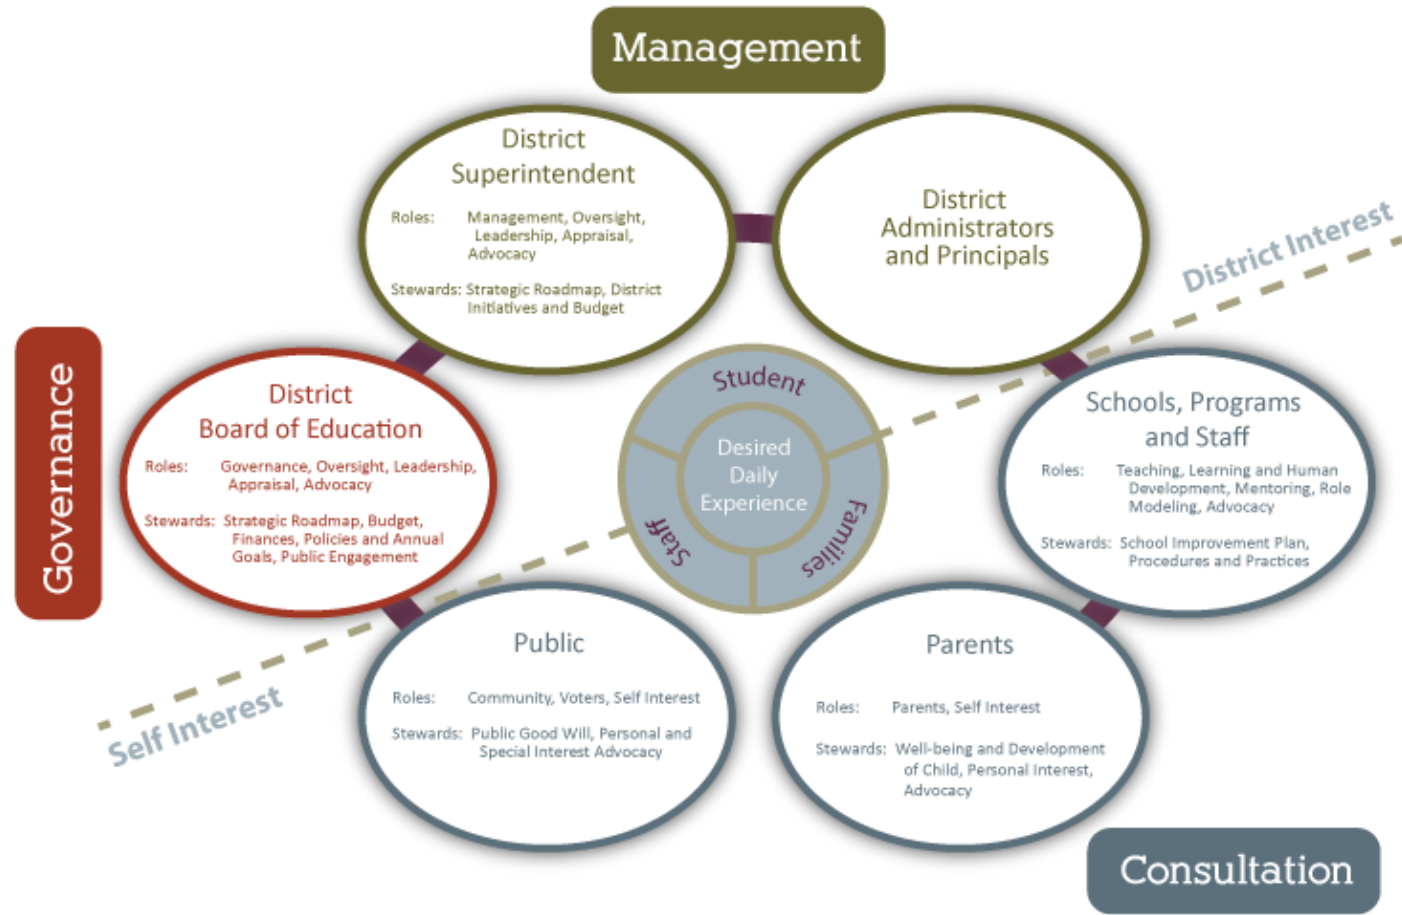 Management
District
Superintendent
Roles: Management, Oversight,
Leadership, Appraisal,
Advocacy
Stewards: Strategic Roadmap, District
Initiatives and Budget
District
Administrators
and Principals
District Interest
Governance
District
Board of Education
Roles: Governance, Oversight, Leadership,
Appraisal, Advocacy
Stewards: Strategic Roadmap, Budget,
Finances, Policies and Annual
Goals, Public Engagement
Student
Desired
Daily
Experience
Staff
Families
Schools, Programs
and Staff
Roles: Teaching, Learning and Human
Development, Mentoring, Role
Modeling, Advocacy
Stewards: School Improvement Plan,
Procedures and Practices
Self Interest
Public
Roles: Community, Voters, Self Interest
Stewards: Public Good Will, Personal and
Special Interest Advocacy
Parents
Roles: Parents, Self Interest
Stewards: Well-being and Development
of Child, Personal Interest,
Advocacy
Consultation